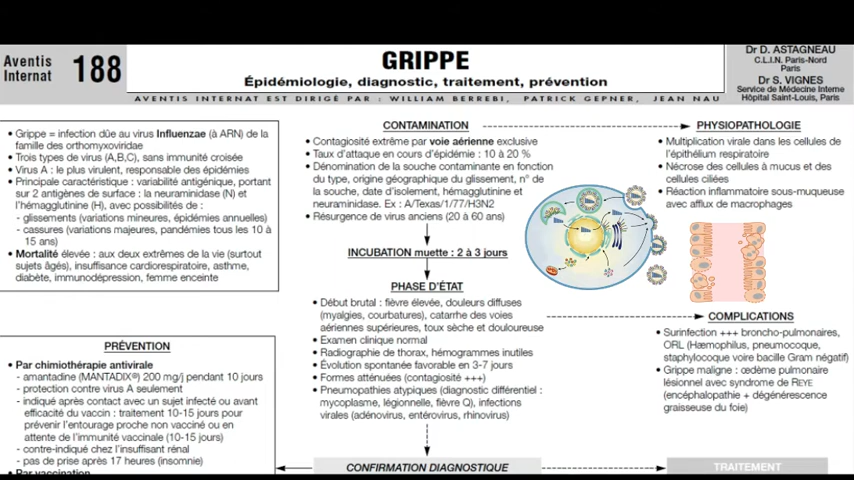 Aventis
Internat
188
GRIPPE
Épidémiologie, diagnostic, traitement, prévention
AVENTIS INTERNAT EST DIRIGÉ PAR : WILLIAM BERREBI, PATRICK GEPNER, JEAN NAU
Dr D. ASTAGNEAU
C.L.I.N. Paris-Nord
Paris
Dr S. VIGNES
Service de Médecine Interne
Hôpital Saint-Louis, Paris
• Grippe = infection dûe au virus Influenzae (à ARN) de la
famille des orthomyxoviridae
• Trois types de virus (A,B,C), sans immunité croisée
• Virus A : le plus virulent, responsable des épidémies
• Principale caractéristique : variabilité antigénique, portant
sur 2 antigènes de surface : la neuraminidase (N) et
l'hémagglutinine (H), avec possibilités de :
- glissements (variations mineures, épidémies annuelles)
- cassures (variations majeures, pandémies tous les 10 à
15 ans)
• Mortalité élevée : aux deux extrêmes de la vie (surtout
sujets âgés), insuffisance cardiorespiratoire, asthme,
diabète, immunodépression, femme enceinte
PRÉVENTION
• Par chimiothérapie antivirale
- amantadine (MANTADIX®) 200 mg/j pendant 10 jours
- protection contre virus A seulement
- indiqué après contact avec un sujet infecté ou avant
efficacité du vaccin : traitement 10-15 jours pour
prévenir l'entourage proche non vacciné ou en
attente de l'immunité vaccinale (10-15 jours)
- contre-indiqué chez l'insuffisant rénal
- pas de prise après 17 heures (insomnie)
• Par vaccination
CONTAMINATION
• Contagiosité extrême par voie aérienne exclusive
• Taux d'attaque en cours d'épidémie : 10 à 20 %
• Dénomination de la souche contaminante en fonction
du type, origine géographique du glissement, n° de
la souche, date d'isolement, hémagglutinine et
neuraminidase. Ex : A/Texas/1/77/H3N2
• Résurgence de virus anciens (20 à 60 ans)
INCUBATION muette : 2 à 3 jours
PHASE D'ÉTAT
• Début brutal : fièvre élevée, douleurs diffuses
(myalgies, courbatures), catarrhe des voies
aériennes supérieures, toux sèche et douloureuse
• Examen clinique normal
• Radiographie de thorax, hémogrammes inutiles
• Évolution spontanée favorable en 3-7 jours
• Formes atténuées (contagiosité +++)
• Pneumopathies atypiques (diagnostic différentiel :
mycoplasme, légionnelle, fièvre Q), infections
virales (adénovirus, entérovirus, rhinovirus)
CONFIRMATION DIAGNOSTIQUE
PHYSIOPATHOLOGIE
• Multiplication virale dans les cellules de
l'épithélium respiratoire
• Nécrose des cellules à mucus et des
cellules ciliées
• Réaction inflammatoire sous-muqueuse
avec afflux de macrophages
COMPLICATIONS
• Surinfection +++ broncho-pulmonaires,
ORL (Hæmophilus, pneumocoque,
staphylocoque voire bacille Gram négatif)
• Grippe maligne : œdème pulmonaire
lésionnel avec syndrome de REYE
(encéphalopathie + dégénérescence
graisseuse du foie)
TRAITEMENT